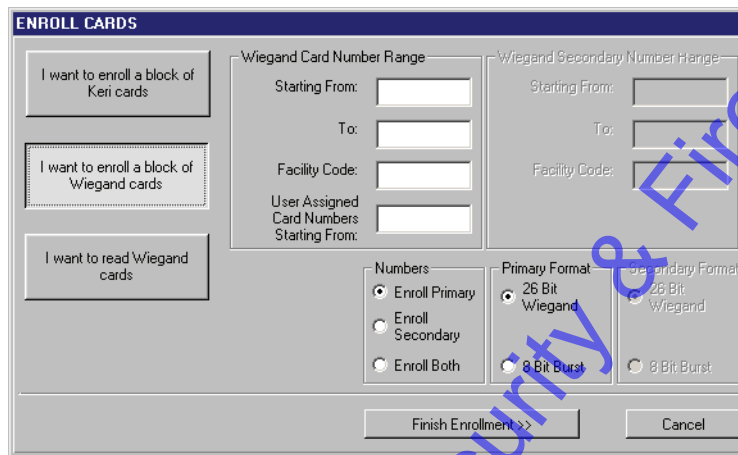 ENROLL CARDS
I want to enroll a block of
Keri cards
I want to enroll a block of
Wiegand cards
I want to read Wiegand
cards
Wiegand Card Number Range
Starting From:
To:
Facility Code:
User Assigned
Card Numbers
Starting From:
Wiegand Secondary Number Range
Starting From:
To:
Facility Code:
Numbers
Enroll Primary
Enroll
Secondary
Enroll Both
Primary Format
26 Bit
Wiegand
8 Bit Burst
Secondary Format
26 Bit
Wiegand
8 Bit Burst
Finish Enrollment >>
Cancel
& Fire